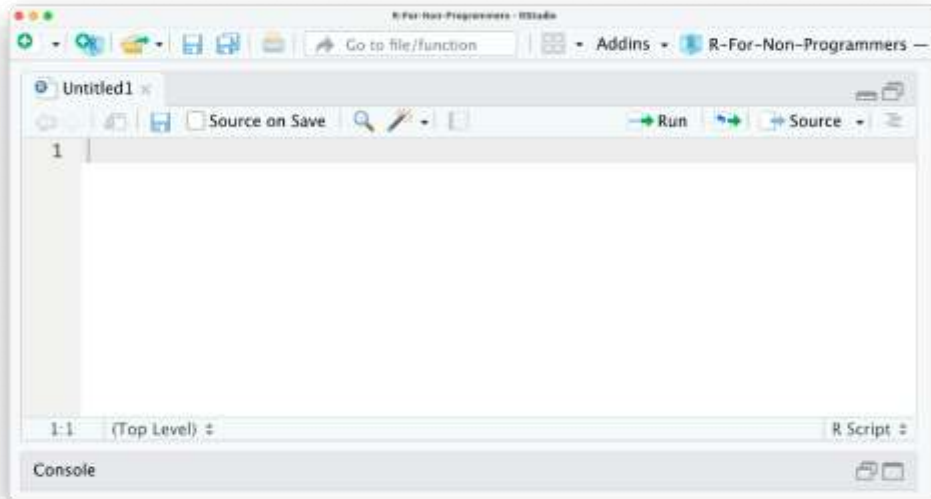 R-For-Non-Programmers - RStudio
Go to file/function Addins R-For-Non-Programmers —
Untitled1
Source on Save Run Source
1
1:1 (Top Level) R Script
Console